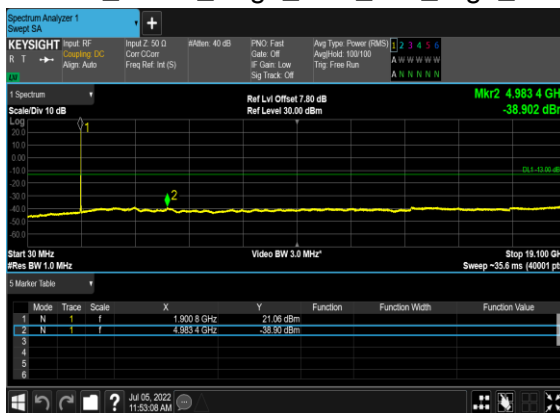 Spectrum Analyzer 1
Swept SA
KEYSIGHT
R T
Input: RF
Coupling: DC
Align: Auto
Input Z: 50 Ω
Corr CCorr
Freq Ref: Int (S)
#Atten: 40 dB
PNO: Fast
Gate: Off
IF Gain: Low
Sig Track: Off
Avg Type: Power (RMS)
Avg|Hold: 100/100
Trig: Free Run
1 2 3 4 5 6
A W W W W W
A N N N N N
1 Spectrum
Scale/Div 10 dB
Ref Lvl Offset 7.80 dB
Ref Level 30.00 dBm
Mkr2 4.983 4 GH
-38.902 dBr
Log
20.0
10.0
0.00
-10.0
-20.0
-30.0
-40.0
-50.0
-60.0
1
2
DL1 -13.00 dB
Start 30 MHz
#Res BW 1.0 MHz
Video BW 3.0 MHz*
Stop 19.100 GH
Sweep ~35.6 ms (40001 pt
5 Marker Table
Mode Trace Scale X Y Function Function Width Function Value
1 N 1 f 1.900 8 GHz 21.06 dBm
2 N 1 f 4.983 4 GHz -38.90 dBm
3
4
5
6
?
Jul 05, 2022
11:53:08 AM